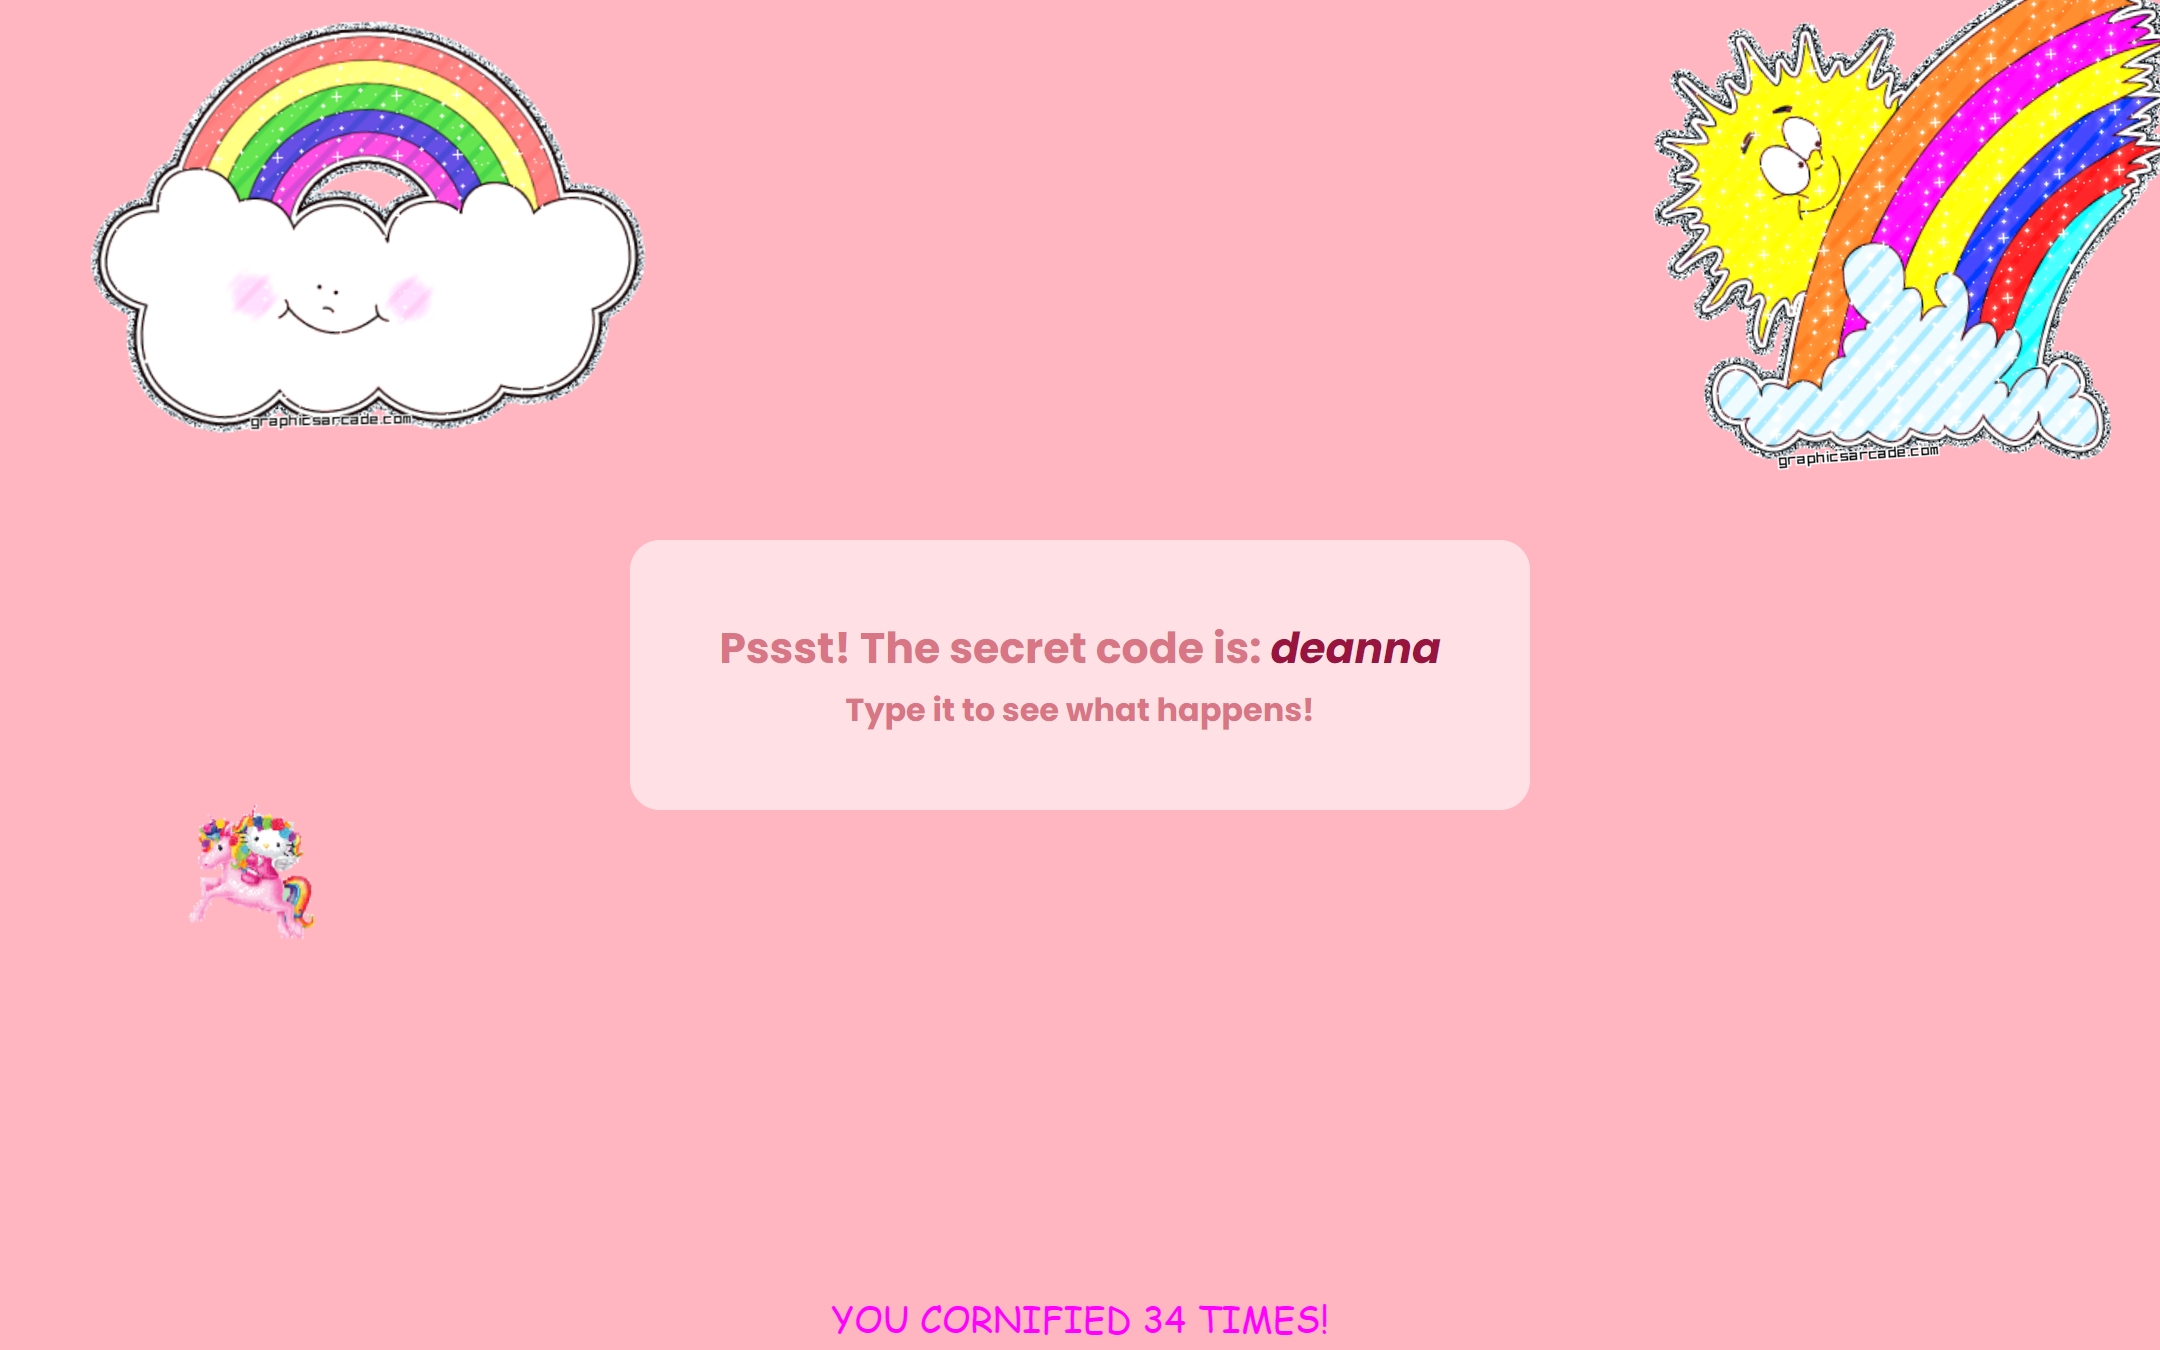 graphicsarcade.com
graphicsarcade.com
Pssst! The secret code is: deanna
Type it to see what happens!
YOU CORNIFIED 34 TIMES!